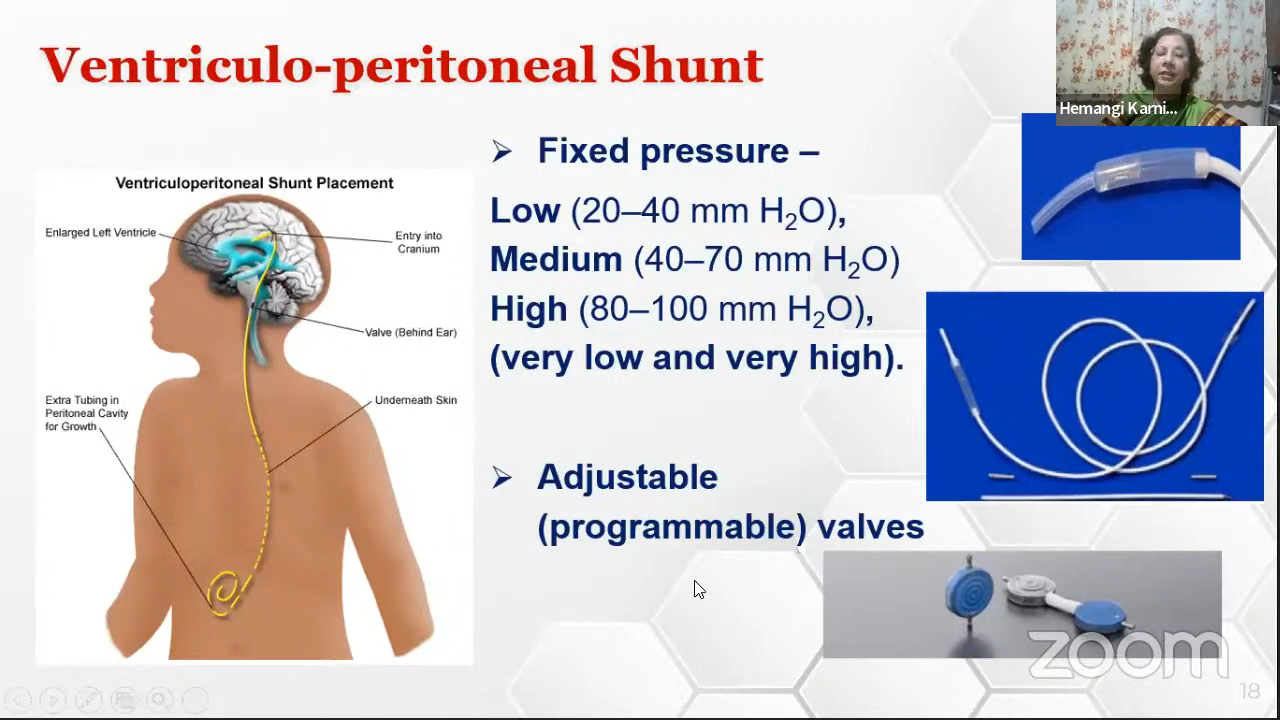 Ventriculo-peritoneal Shunt
Hemangi Karni...
Ventriculoperitoneal Shunt Placement
Enlarged Left Ventricle
Entry into
Cranium
Valve (Behind Ear)
Extra Tubing in
Peritoneal Cavity
for Growth
Underneath Skin
➢ Fixed pressure –
Low (20–40 mm H₂O),
Medium (40–70 mm H₂O)
High (80–100 mm H₂O),
(very low and very high).
➢ Adjustable
(programmable) valves
zoom
18